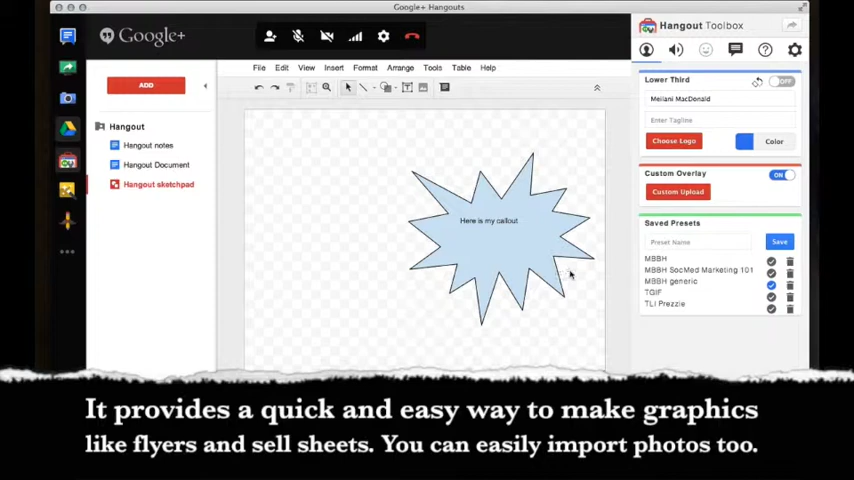 Google+ Hangouts
Google+
Hangout Toolbox
File Edit View Insert Format Arrange Tools Table Help
ADD
Hangout
Hangout notes
Hangout Document
Hangout sketchpad
Here is my callout
Lower Third
OFF
Meilani MacDonald
Enter Tagline
Choose Logo
Color
Custom Overlay
ON
Custom Upload
Saved Presets
Preset Name
Save
MBBH
MBBH SocMed Marketing 101
MBBH generic
TGIF
TLI Prezzie
It provides a quick and easy way to make graphics
like flyers and sell sheets. You can easily import photos too.